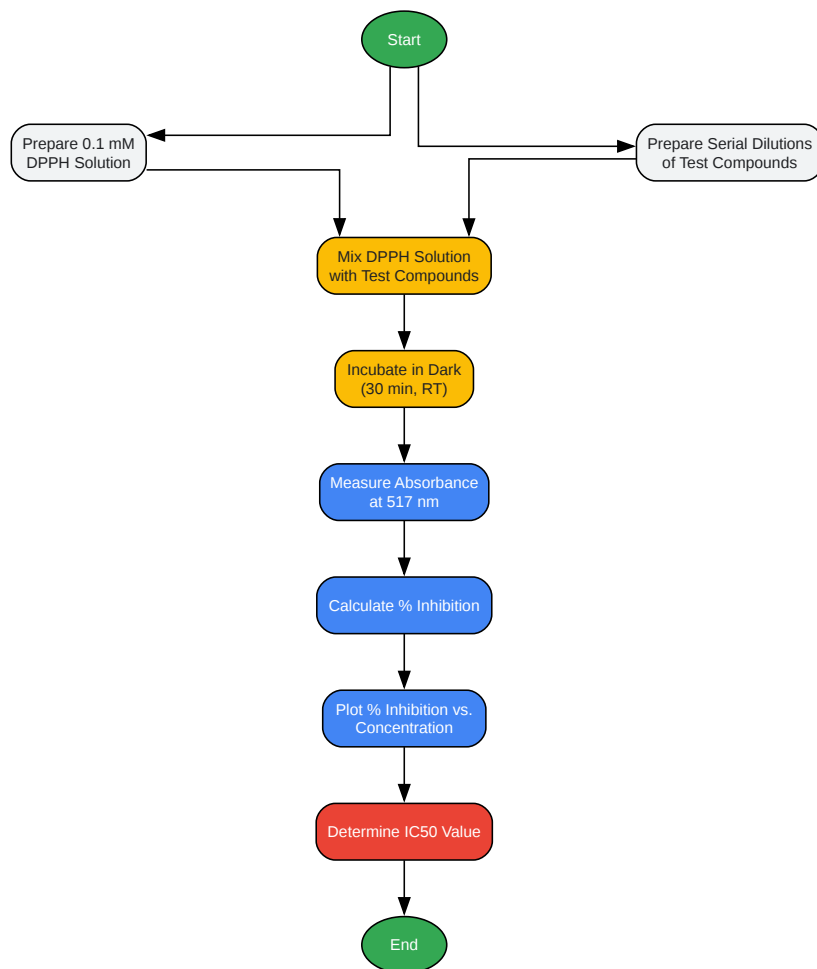 Start
Prepare 0.1 mM
DPPH Solution
Prepare Serial Dilutions
of Test Compounds
Mix DPPH Solution
with Test Compounds
Incubate in Dark
(30 min, RT)
Measure Absorbance
at 517 nm
Calculate % Inhibition
Plot % Inhibition vs.
Concentration
Determine IC50 Value
End